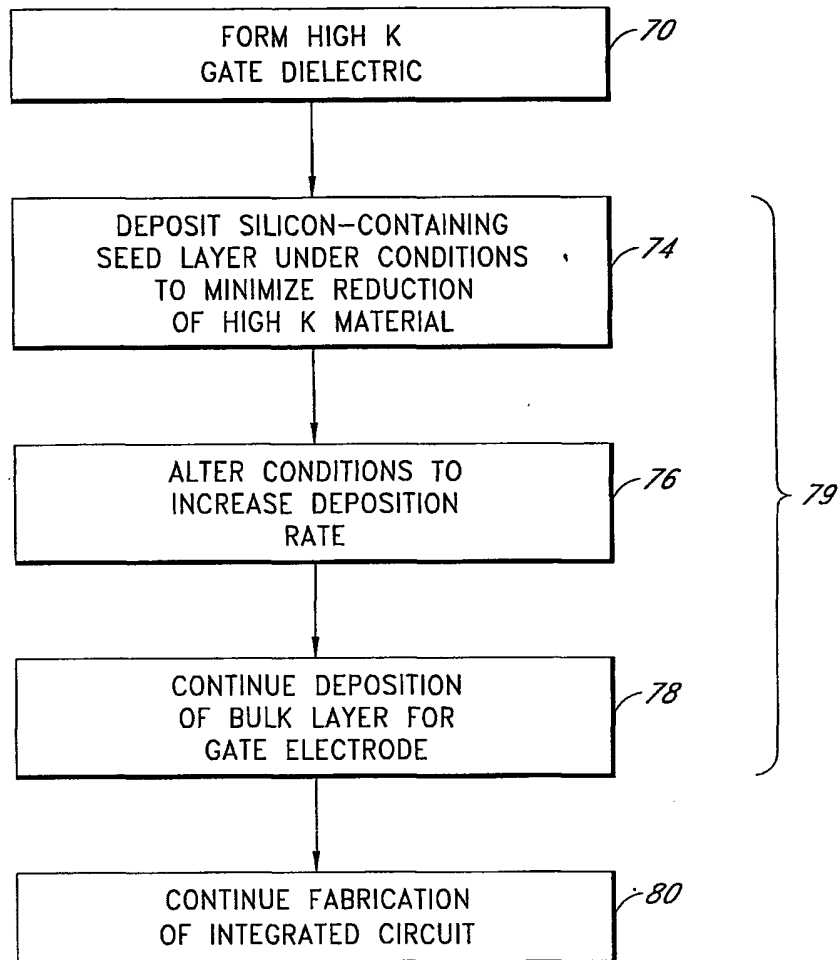 FORM HIGH K
GATE DIELECTRIC
70
DEPOSIT SILICON-CONTAINING
SEED LAYER UNDER CONDITIONS
TO MINIMIZE REDUCTION
OF HIGH K MATERIAL
74
ALTER CONDITIONS TO
INCREASE DEPOSITION
RATE
76
79
CONTINUE DEPOSITION
OF BULK LAYER FOR
GATE ELECTRODE
78
CONTINUE FABRICATION
OF INTEGRATED CIRCUIT
80